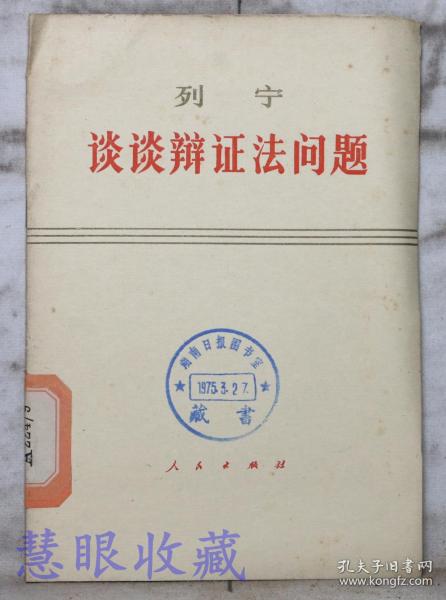 列 宁
谈谈辩证法问题
湖南日报图书室
1975.3.27.
藏 書
人民出版社
慧眼收藏
孔夫子旧书网
www.kongfz.com